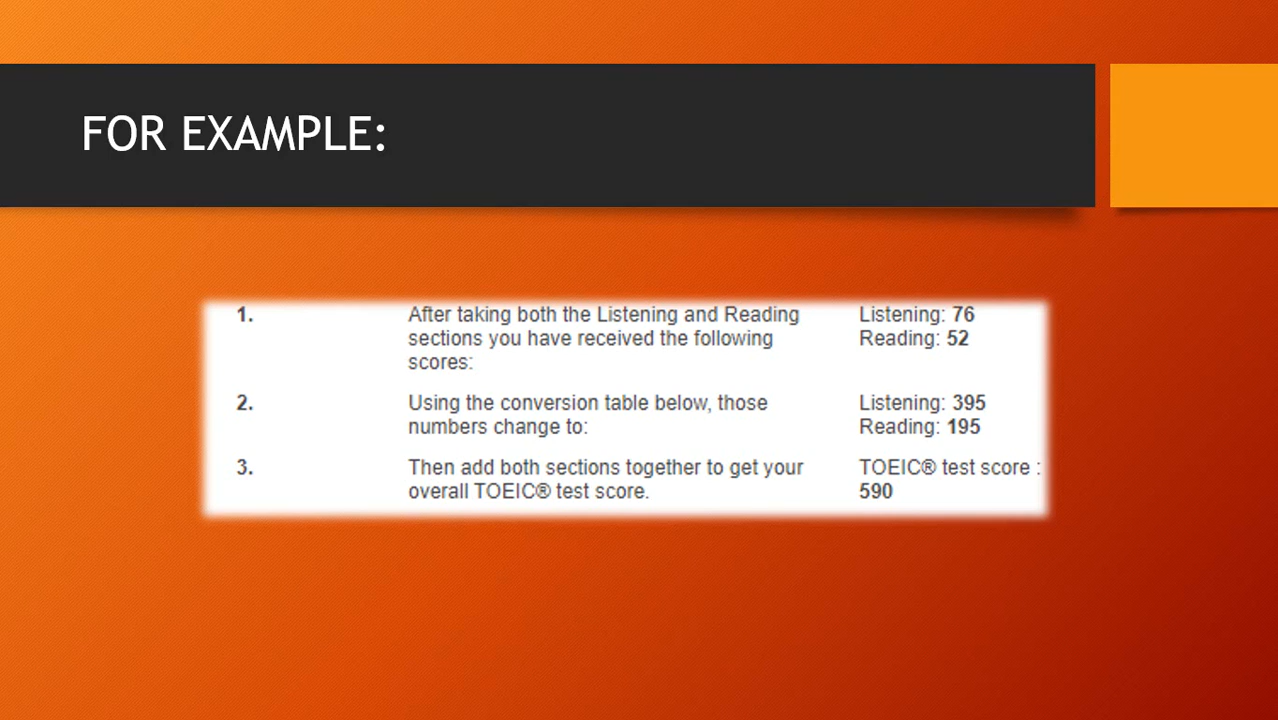 FOR EXAMPLE:
1. After taking both the Listening and Reading Listening: 76
sections you have received the following Reading: 52
scores:
2. Using the conversion table below, those Listening: 395
numbers change to: Reading: 195
3. Then add both sections together to get your TOEIC® test score :
overall TOEIC® test score. 590